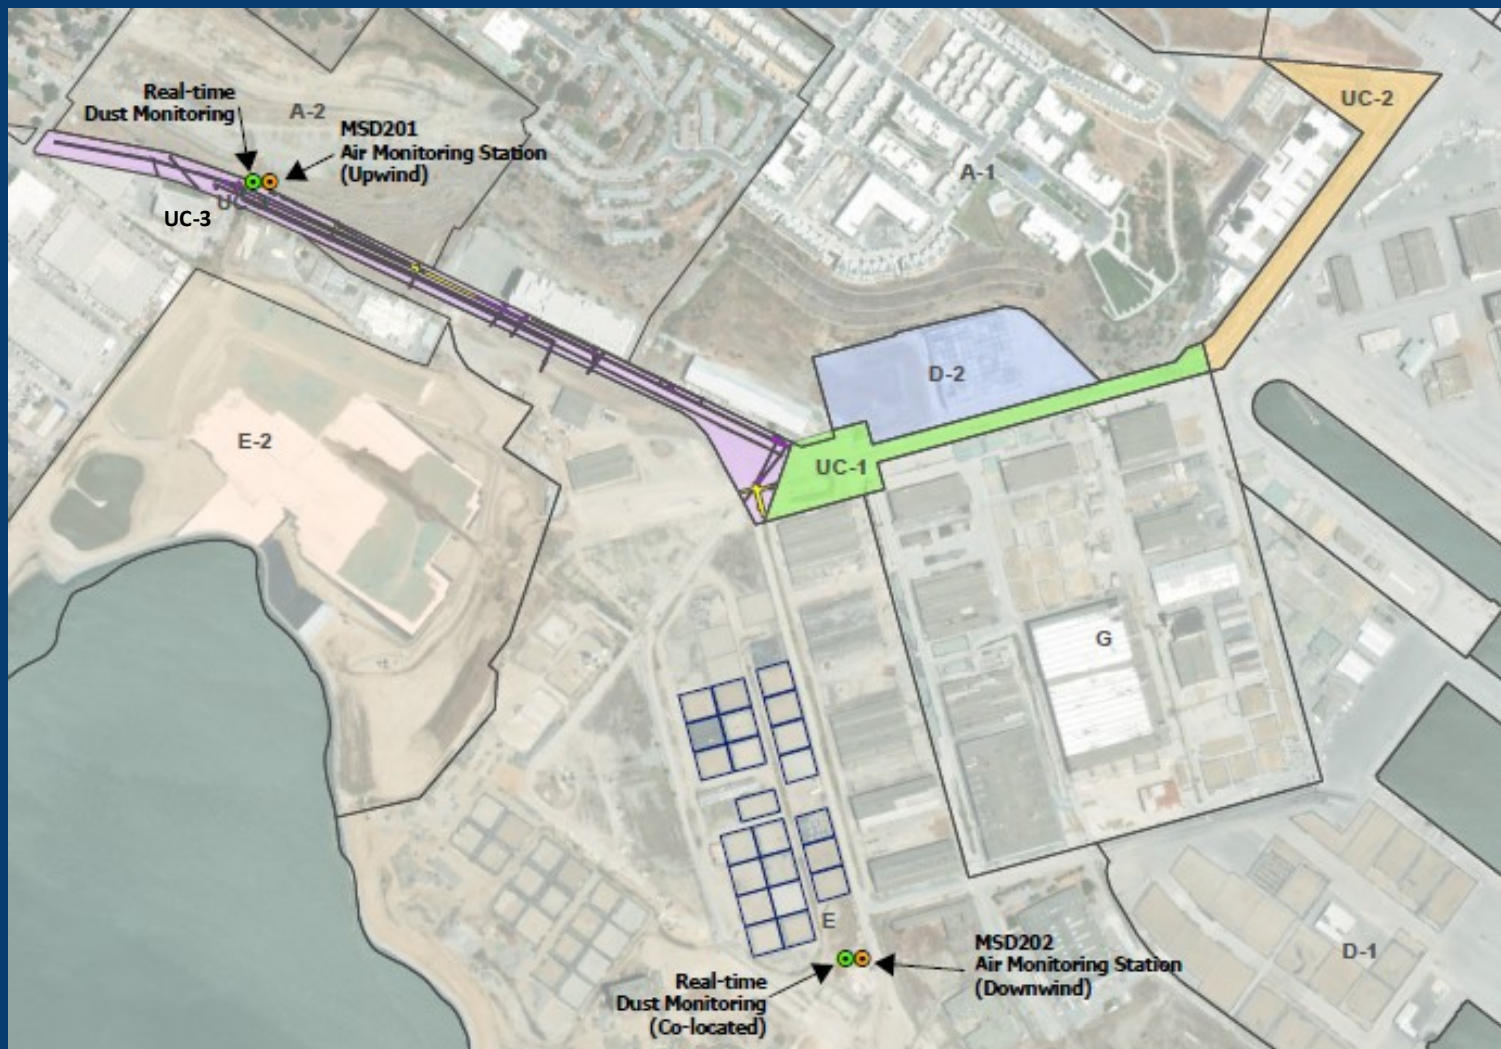 UC-2
Real-time
Dust Monitoring
A-2
MSD201
Air Monitoring Station
(Upwind)
A-1
UC-3
D-2
E-2
UC-1
G
E
MSD202
Air Monitoring Station
(Downwind)
D-1
Real-time
Dust Monitoring
(Co-located)